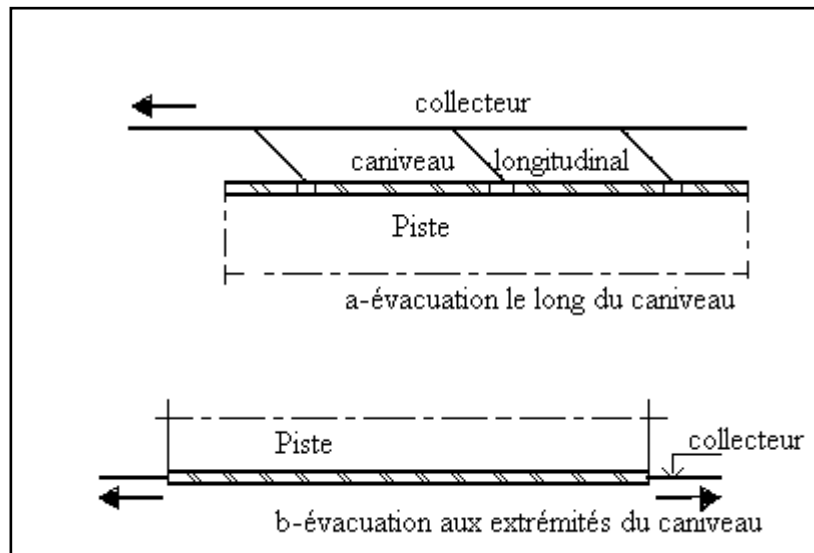 collecteur
caniveau longitudinal
Piste
a-évacuation le long du caniveau
Piste
collecteur
b-évacuation aux extrémités du caniveau